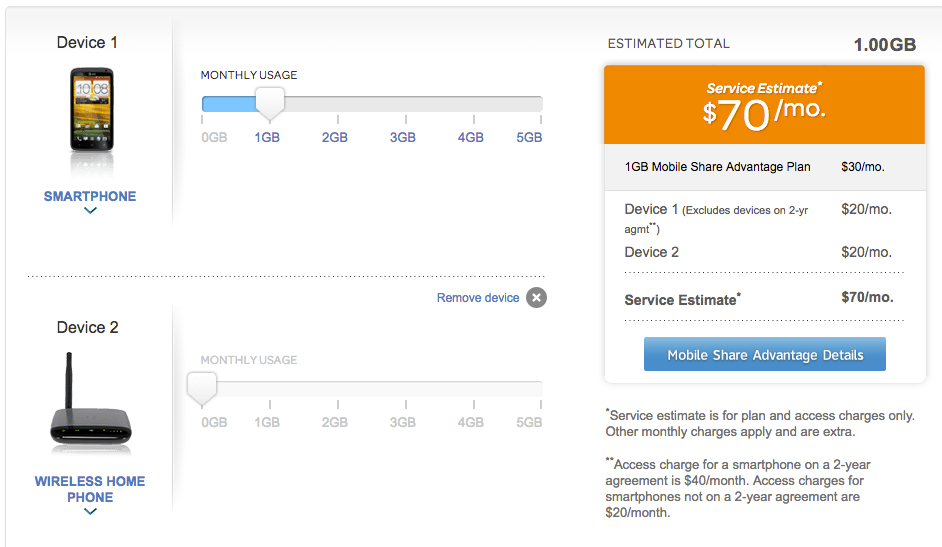 Device 1
10:08
SMARTPHONE
MONTHLY USAGE
0GB 1GB 2GB 3GB 4GB 5GB
Remove device
Device 2
WIRELESS HOME
PHONE
MONTHLY USAGE
0GB 1GB 2GB 3GB 4GB 5GB
ESTIMATED TOTAL 1.00GB
Service Estimate*
$70/mo.
1GB Mobile Share Advantage Plan $30/mo.
Device 1 (Excludes devices on 2-yr $20/mo.
agmt**)
Device 2 $20/mo.
Service Estimate* $70/mo.
Mobile Share Advantage Details
*Service estimate is for plan and access charges only.
Other monthly charges apply and are extra.
**Access charge for a smartphone on a 2-year
agreement is $40/month. Access charges for
smartphones not on a 2-year agreement are
$20/month.